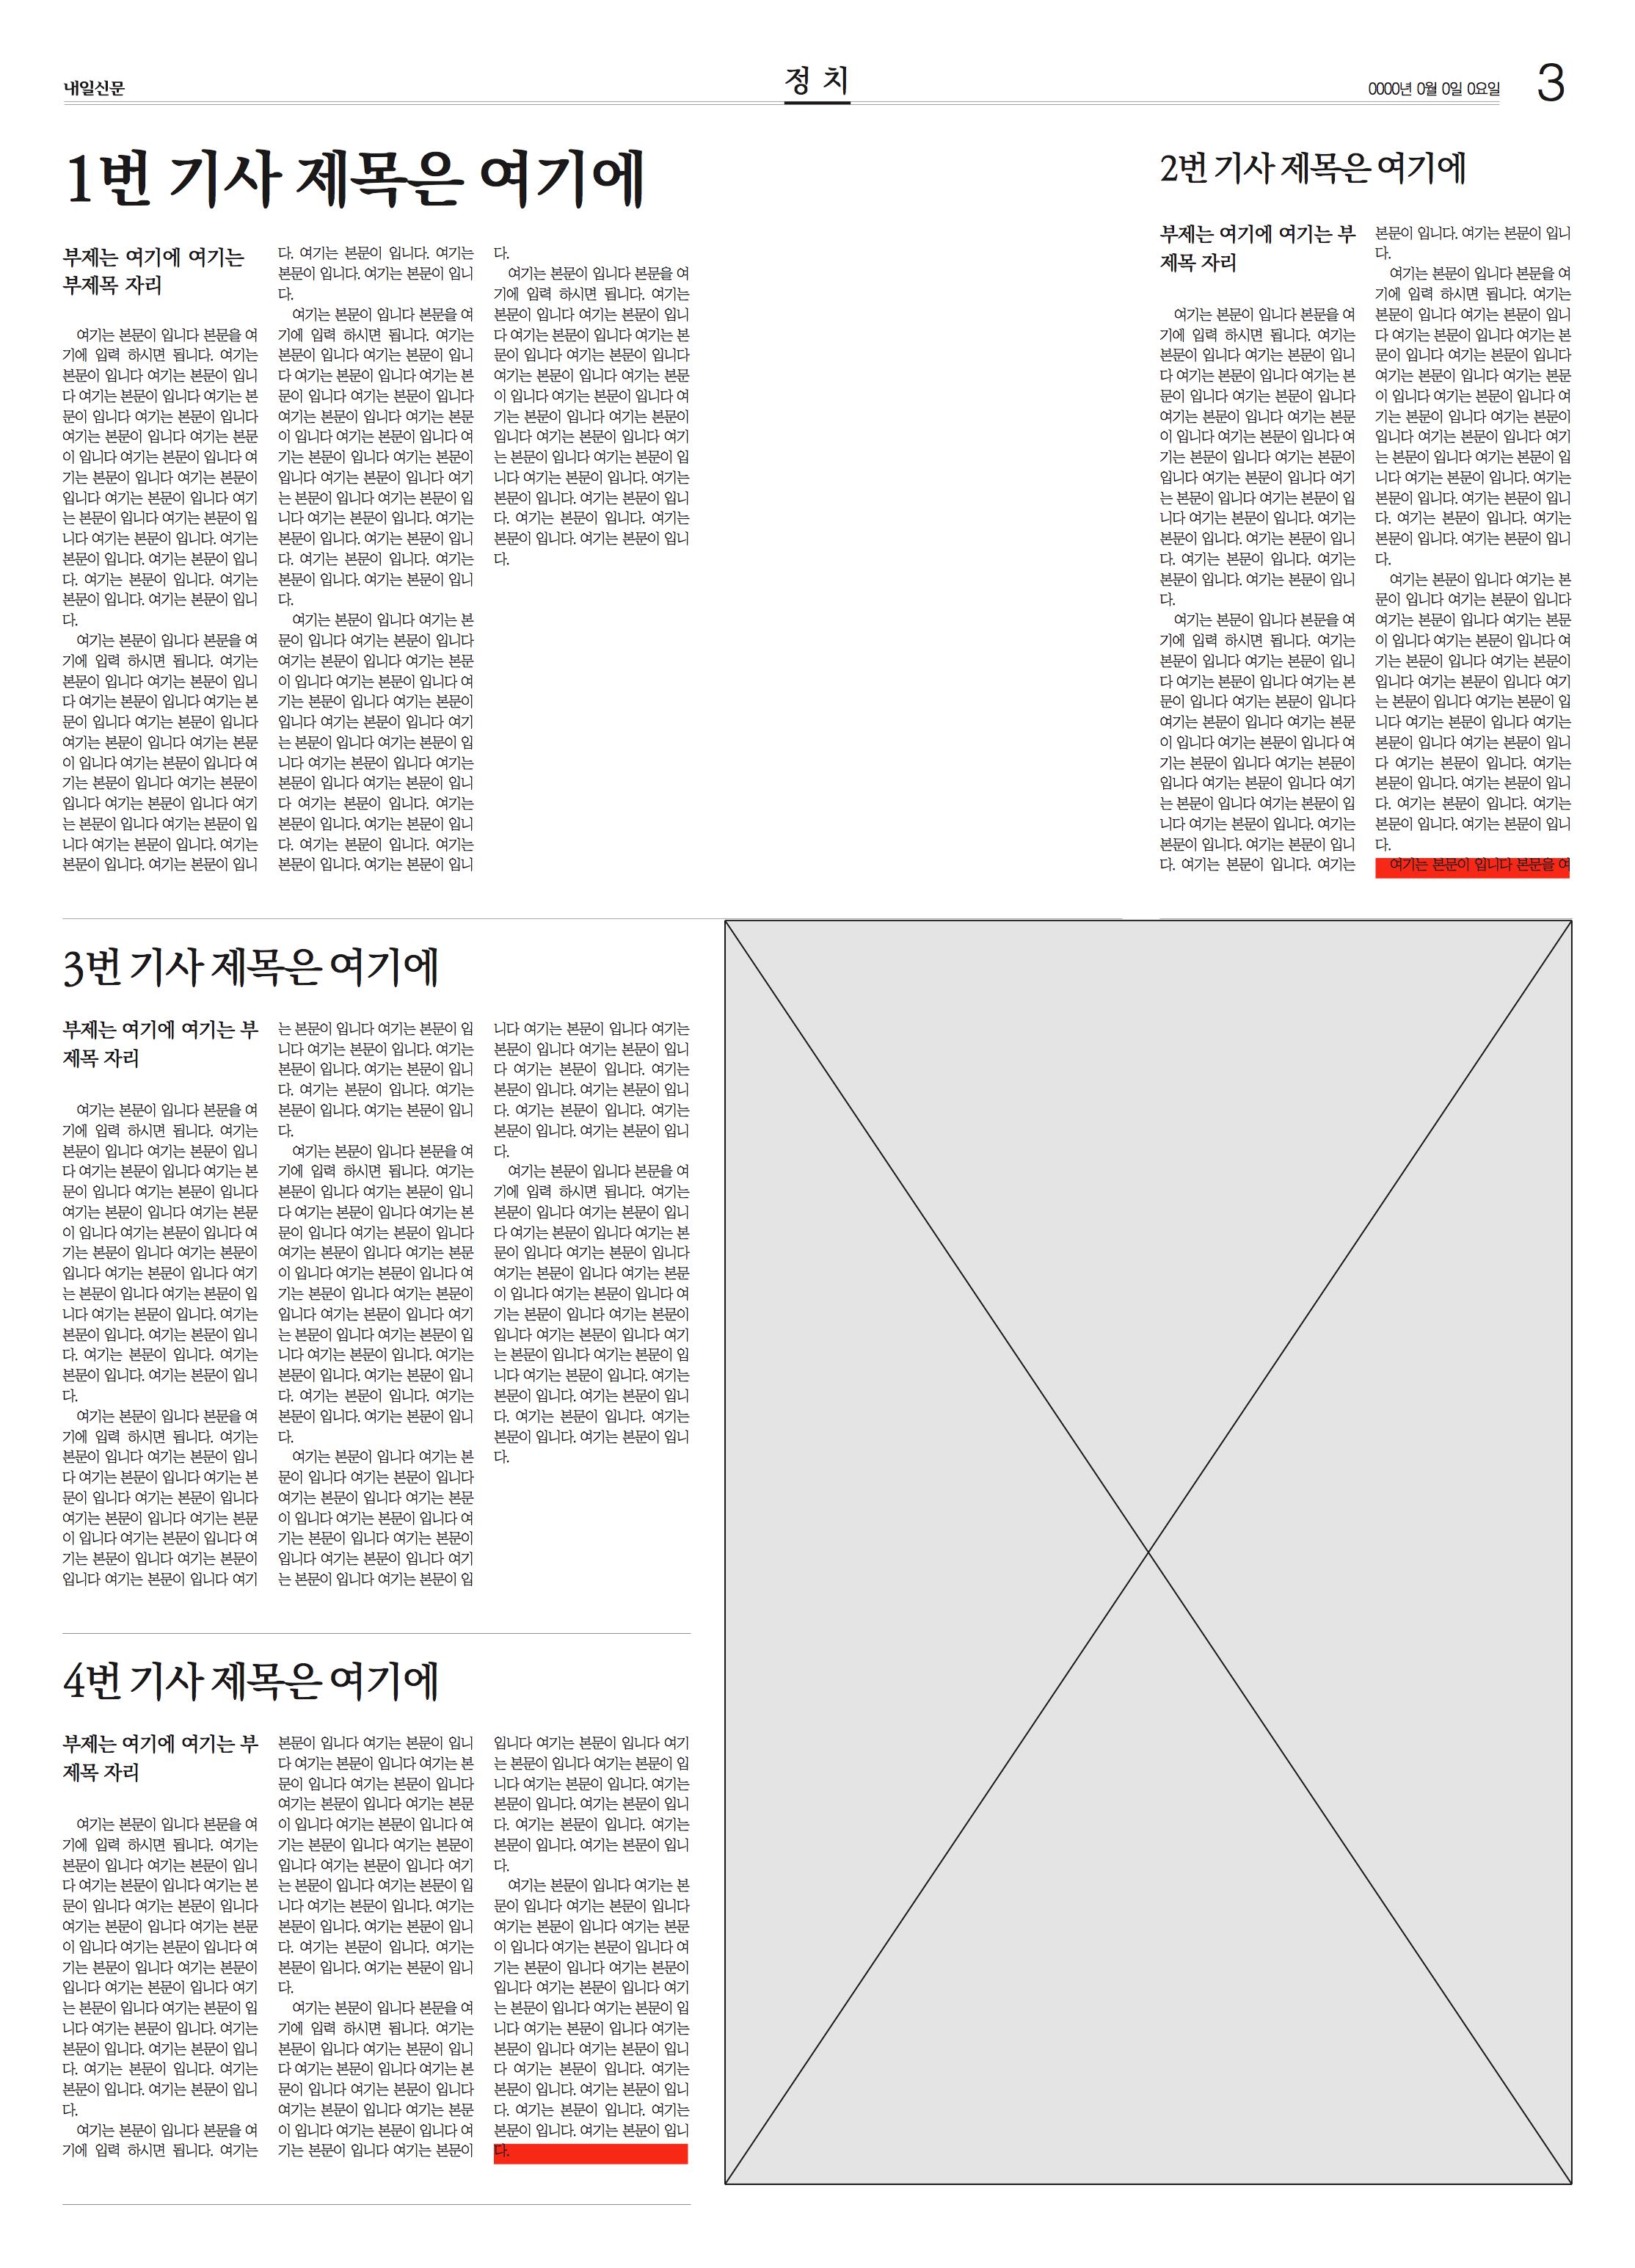 내일신문
정 치
0000년 0월 0일 0요일
3
1번 기사 제목은 여기에
부제는 여기에 여기는
부제목 자리
여기는 본문이 입니다 본문을 여
기에 입력 하시면 됩니다. 여기는
본문이 입니다 여기는 본문이 입니
다 여기는 본문이 입니다 여기는 본
문이 입니다 여기는 본문이 입니다
여기는 본문이 입니다 여기는 본문
이 입니다 여기는 본문이 입니다 여
기는 본문이 입니다 여기는 본문이
입니다 여기는 본문이 입니다 여기
는 본문이 입니다 여기는 본문이 입
니다 여기는 본문이 입니다. 여기는
본문이 입니다. 여기는 본문이 입니
다. 여기는 본문이 입니다. 여기는
본문이 입니다. 여기는 본문이 입니
다.
여기는 본문이 입니다 본문을 여
기에 입력 하시면 됩니다. 여기는
본문이 입니다 여기는 본문이 입니
다 여기는 본문이 입니다 여기는 본
문이 입니다 여기는 본문이 입니다
여기는 본문이 입니다 여기는 본문
이 입니다 여기는 본문이 입니다 여
기는 본문이 입니다 여기는 본문이
입니다 여기는 본문이 입니다 여기
는 본문이 입니다 여기는 본문이 입
니다 여기는 본문이 입니다. 여기는
본문이 입니다. 여기는 본문이 입니
다. 여기는 본문이 입니다. 여기는
본문이 입니다. 여기는 본문이 입니
다.
여기는 본문이 입니다 본문을 여
기에 입력 하시면 됩니다. 여기는
본문이 입니다 여기는 본문이 입니
다 여기는 본문이 입니다 여기는 본
문이 입니다 여기는 본문이 입니다
여기는 본문이 입니다 여기는 본문
이 입니다 여기는 본문이 입니다 여
기는 본문이 입니다 여기는 본문이
입니다 여기는 본문이 입니다 여기
는 본문이 입니다 여기는 본문이 입
니다 여기는 본문이 입니다. 여기는
본문이 입니다. 여기는 본문이 입니
다. 여기는 본문이 입니다. 여기는
본문이 입니다. 여기는 본문이 입니
다.
여기는 본문이 입니다 여기는 본
문이 입니다 여기는 본문이 입니다
여기는 본문이 입니다 여기는 본문
이 입니다 여기는 본문이 입니다 여
기는 본문이 입니다 여기는 본문이
입니다 여기는 본문이 입니다 여기
는 본문이 입니다 여기는 본문이 입
니다 여기는 본문이 입니다 여기는
본문이 입니다 여기는 본문이 입니
다 여기는 본문이 입니다. 여기는
본문이 입니다. 여기는 본문이 입니
다. 여기는 본문이 입니다. 여기는
본문이 입니다. 여기는 본문이 입니
다.
여기는 본문이 입니다 본문을 여
기에 입력 하시면 됩니다. 여기는
본문이 입니다 여기는 본문이 입니
다 여기는 본문이 입니다 여기는 본
문이 입니다 여기는 본문이 입니다
여기는 본문이 입니다 여기는 본문
이 입니다 여기는 본문이 입니다 여
기는 본문이 입니다 여기는 본문이
입니다 여기는 본문이 입니다 여기
는 본문이 입니다 여기는 본문이 입
니다 여기는 본문이 입니다. 여기는
본문이 입니다. 여기는 본문이 입니
다. 여기는 본문이 입니다. 여기는
본문이 입니다. 여기는 본문이 입니
다.
2번 기사 제목은 여기에
부제는 여기에 여기는 부
제목 자리
여기는 본문이 입니다 본문을 여
기에 입력 하시면 됩니다. 여기는
본문이 입니다 여기는 본문이 입니
다 여기는 본문이 입니다 여기는 본
문이 입니다 여기는 본문이 입니다
여기는 본문이 입니다 여기는 본문
이 입니다 여기는 본문이 입니다 여
기는 본문이 입니다 여기는 본문이
입니다 여기는 본문이 입니다 여기
는 본문이 입니다 여기는 본문이 입
니다 여기는 본문이 입니다. 여기는
본문이 입니다. 여기는 본문이 입니
다. 여기는 본문이 입니다. 여기는
본문이 입니다. 여기는 본문이 입니
다.
여기는 본문이 입니다 본문을 여
기에 입력 하시면 됩니다. 여기는
본문이 입니다 여기는 본문이 입니
다 여기는 본문이 입니다 여기는 본
문이 입니다 여기는 본문이 입니다
여기는 본문이 입니다 여기는 본문
이 입니다 여기는 본문이 입니다 여
기는 본문이 입니다 여기는 본문이
입니다 여기는 본문이 입니다 여기
는 본문이 입니다 여기는 본문이 입
니다 여기는 본문이 입니다. 여기는
본문이 입니다. 여기는 본문이 입니
다. 여기는 본문이 입니다. 여기는
본문이 입니다. 여기는 본문이 입니
다.
여기는 본문이 입니다 본문을 여
기에 입력 하시면 됩니다. 여기는
본문이 입니다 여기는 본문이 입니
다 여기는 본문이 입니다 여기는 본
문이 입니다 여기는 본문이 입니다
여기는 본문이 입니다 여기는 본문
이 입니다 여기는 본문이 입니다 여
기는 본문이 입니다 여기는 본문이
입니다 여기는 본문이 입니다 여기
는 본문이 입니다 여기는 본문이 입
니다 여기는 본문이 입니다. 여기는
본문이 입니다. 여기는 본문이 입니
다. 여기는 본문이 입니다. 여기는
본문이 입니다. 여기는 본문이 입니
다.
여기는 본문이 입니다 여기는 본
문이 입니다 여기는 본문이 입니다
여기는 본문이 입니다 여기는 본문
이 입니다 여기는 본문이 입니다 여
기는 본문이 입니다 여기는 본문이
입니다 여기는 본문이 입니다 여기
는 본문이 입니다 여기는 본문이 입
니다 여기는 본문이 입니다 여기는
본문이 입니다 여기는 본문이 입니
다 여기는 본문이 입니다. 여기는
본문이 입니다. 여기는 본문이 입니
다. 여기는 본문이 입니다. 여기는
본문이 입니다. 여기는 본문이 입니
다.
여기는 본문이 입니다 본문을 여
3번 기사 제목은 여기에
부제는 여기에 여기는 부
제목 자리
여기는 본문이 입니다 본문을 여
기에 입력 하시면 됩니다. 여기는
본문이 입니다 여기는 본문이 입니
다 여기는 본문이 입니다 여기는 본
문이 입니다 여기는 본문이 입니다
여기는 본문이 입니다 여기는 본문
이 입니다 여기는 본문이 입니다 여
기는 본문이 입니다 여기는 본문이
입니다 여기는 본문이 입니다 여기
는 본문이 입니다 여기는 본문이 입
니다 여기는 본문이 입니다. 여기는
본문이 입니다. 여기는 본문이 입니
다. 여기는 본문이 입니다. 여기는
본문이 입니다. 여기는 본문이 입니
다.
여기는 본문이 입니다 본문을 여
기에 입력 하시면 됩니다. 여기는
본문이 입니다 여기는 본문이 입니
다 여기는 본문이 입니다 여기는 본
문이 입니다 여기는 본문이 입니다
여기는 본문이 입니다 여기는 본문
이 입니다 여기는 본문이 입니다 여
기는 본문이 입니다 여기는 본문이
입니다 여기는 본문이 입니다 여기
는 본문이 입니다 여기는 본문이 입
니다 여기는 본문이 입니다. 여기는
본문이 입니다. 여기는 본문이 입니
다. 여기는 본문이 입니다. 여기는
본문이 입니다. 여기는 본문이 입니
다.
여기는 본문이 입니다 본문을 여
기에 입력 하시면 됩니다. 여기는
본문이 입니다 여기는 본문이 입니
다 여기는 본문이 입니다 여기는 본
문이 입니다 여기는 본문이 입니다
여기는 본문이 입니다 여기는 본문
이 입니다 여기는 본문이 입니다 여
기는 본문이 입니다 여기는 본문이
입니다 여기는 본문이 입니다 여기
는 본문이 입니다 여기는 본문이 입
니다 여기는 본문이 입니다. 여기는
본문이 입니다. 여기는 본문이 입니
다. 여기는 본문이 입니다. 여기는
본문이 입니다. 여기는 본문이 입니
다.
여기는 본문이 입니다 여기는 본
문이 입니다 여기는 본문이 입니다
여기는 본문이 입니다 여기는 본문
이 입니다 여기는 본문이 입니다 여
기는 본문이 입니다 여기는 본문이
입니다 여기는 본문이 입니다 여기
는 본문이 입니다 여기는 본문이 입
니다 여기는 본문이 입니다 여기는
본문이 입니다 여기는 본문이 입니
다 여기는 본문이 입니다. 여기는
본문이 입니다. 여기는 본문이 입니
다. 여기는 본문이 입니다. 여기는
본문이 입니다. 여기는 본문이 입니
다.
여기는 본문이 입니다 본문을 여
기에 입력 하시면 됩니다. 여기는
본문이 입니다 여기는 본문이 입니
다 여기는 본문이 입니다 여기는 본
문이 입니다 여기는 본문이 입니다
여기는 본문이 입니다 여기는 본문
이 입니다 여기는 본문이 입니다 여
기는 본문이 입니다 여기는 본문이
입니다 여기는 본문이 입니다 여기
는 본문이 입니다 여기는 본문이 입
니다 여기는 본문이 입니다. 여기는
본문이 입니다. 여기는 본문이 입니
다. 여기는 본문이 입니다. 여기는
본문이 입니다. 여기는 본문이 입니
다.
4번 기사 제목은 여기에
부제는 여기에 여기는 부
제목 자리
여기는 본문이 입니다 본문을 여
기에 입력 하시면 됩니다. 여기는
본문이 입니다 여기는 본문이 입니
다 여기는 본문이 입니다 여기는 본
문이 입니다 여기는 본문이 입니다
여기는 본문이 입니다 여기는 본문
이 입니다 여기는 본문이 입니다 여
기는 본문이 입니다 여기는 본문이
입니다 여기는 본문이 입니다 여기
는 본문이 입니다 여기는 본문이 입
니다 여기는 본문이 입니다. 여기는
본문이 입니다. 여기는 본문이 입니
다. 여기는 본문이 입니다. 여기는
본문이 입니다. 여기는 본문이 입니
다.
여기는 본문이 입니다 본문을 여
기에 입력 하시면 됩니다. 여기는
본문이 입니다 여기는 본문이 입니
다 여기는 본문이 입니다 여기는 본
문이 입니다 여기는 본문이 입니다
여기는 본문이 입니다 여기는 본문
이 입니다 여기는 본문이 입니다 여
기는 본문이 입니다 여기는 본문이
입니다 여기는 본문이 입니다 여기
는 본문이 입니다 여기는 본문이 입
니다 여기는 본문이 입니다. 여기는
본문이 입니다. 여기는 본문이 입니
다. 여기는 본문이 입니다. 여기는
본문이 입니다. 여기는 본문이 입니
다.
여기는 본문이 입니다 본문을 여
기에 입력 하시면 됩니다. 여기는
본문이 입니다 여기는 본문이 입니
다 여기는 본문이 입니다 여기는 본
문이 입니다 여기는 본문이 입니다
여기는 본문이 입니다 여기는 본문
이 입니다 여기는 본문이 입니다 여
기는 본문이 입니다 여기는 본문이
입니다 여기는 본문이 입니다 여기
는 본문이 입니다 여기는 본문이 입
니다 여기는 본문이 입니다. 여기는
본문이 입니다. 여기는 본문이 입니
다. 여기는 본문이 입니다. 여기는
본문이 입니다. 여기는 본문이 입니
다.
여기는 본문이 입니다 여기는 본
문이 입니다 여기는 본문이 입니다
여기는 본문이 입니다 여기는 본문
이 입니다 여기는 본문이 입니다 여
기는 본문이 입니다 여기는 본문이
입니다 여기는 본문이 입니다 여기
는 본문이 입니다 여기는 본문이 입
니다 여기는 본문이 입니다 여기는
본문이 입니다 여기는 본문이 입니
다 여기는 본문이 입니다. 여기는
본문이 입니다. 여기는 본문이 입니
다. 여기는 본문이 입니다. 여기는
본문이 입니다. 여기는 본문이 입니
다.